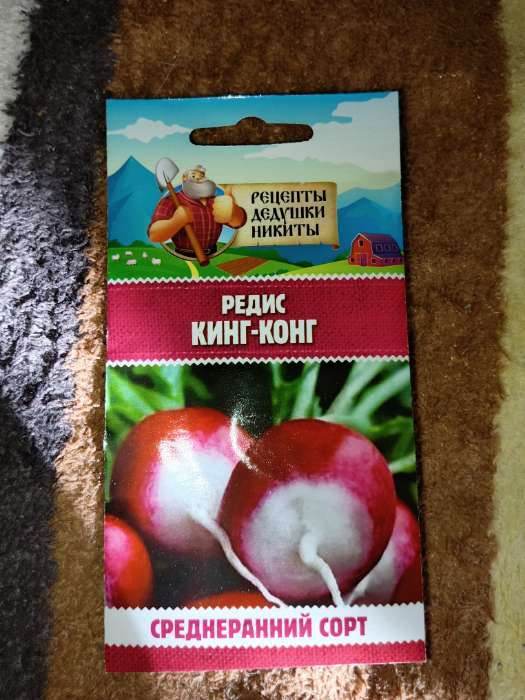 РЕЦЕПТЫ
ДЕДУШКИ
НИКИТЫ
РЕДИС
КИНГ-КОНГ
СРЕДНЕРАННИЙ СОРТ